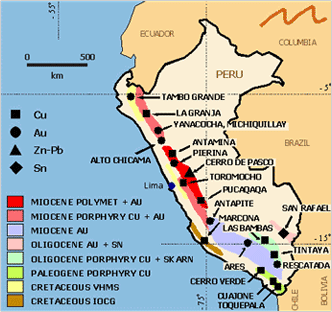 -55°
ECUADOR
COLUMBIA
0 500
km
PERU
BRAZIL
TAMBO GRANDE
LA GRANJA
YANACOCHA, MICHIQUILLAY
ALTO CHICAMA
ANTAMINA
PIERINA
CERRO DE PASCO
TOROMOCHO
Lima
PUCAQAQA
ANTAPITE
MARCONA
LAS BAMBAS
SAN RAFAEL
-15°
TINTAYA
ARES
RESCATADA
CERRO VERDE
CUAJONE
TOQUEPALA
-75°
CHILE
BOLIVIA
Cu
Au
Zn-Pb
Sn
MIOCENE POLYMET + AU
MIOCENE PORPHYRY CU + AU
MIOCENE AU
OLIGOCENE AU + SN
OLIGOCENE PORPHYRY CU + SKARN
PALEOGENE PORPHYRY CU
CRETACEOUS VHMS
CRETACEOUS IOCG